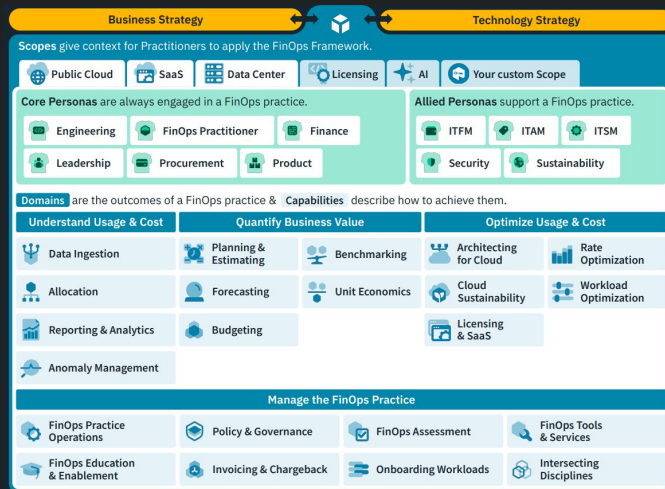 Business Strategy
Technology Strategy
Scopes give context for Practitioners to apply the FinOps Framework.
Public Cloud
SaaS
Data Center
Licensing
AI
Your custom Scope
Core Personas are always engaged in a FinOps practice.
Engineering
FinOps Practitioner
Finance
Leadership
Procurement
Product
Allied Personas support a FinOps practice.
ITFM
ITAM
ITSM
Security
Sustainability
Domains are the outcomes of a FinOps practice & Capabilities describe how to achieve them.
Understand Usage & Cost
Data Ingestion
Allocation
Reporting & Analytics
Anomaly Management
Quantify Business Value
Planning &
Estimating
Benchmarking
Forecasting
Unit Economics
Budgeting
Optimize Usage & Cost
Architecting
for Cloud
Rate
Optimization
Cloud
Sustainability
Workload
Optimization
Licensing
& SaaS
Manage the FinOps Practice
FinOps Practice
Operations
Policy & Governance
FinOps Assessment
FinOps Tools
& Services
FinOps Education
& Enablement
Invoicing & Chargeback
Onboarding Workloads
Intersecting
Disciplines